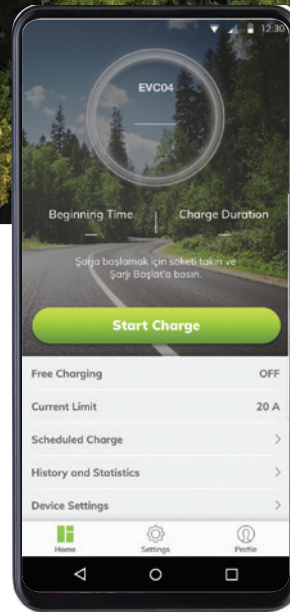 12:30
EVC04
Beginning Time | Charge Duration
Şarja başlamak için soketi takın ve
Şarjı Başlat'a basın.
Start Charge
Free Charging OFF
Current Limit 20 A
Scheduled Charge >
History and Statistics >
Device Settings >
Home Settings Profile